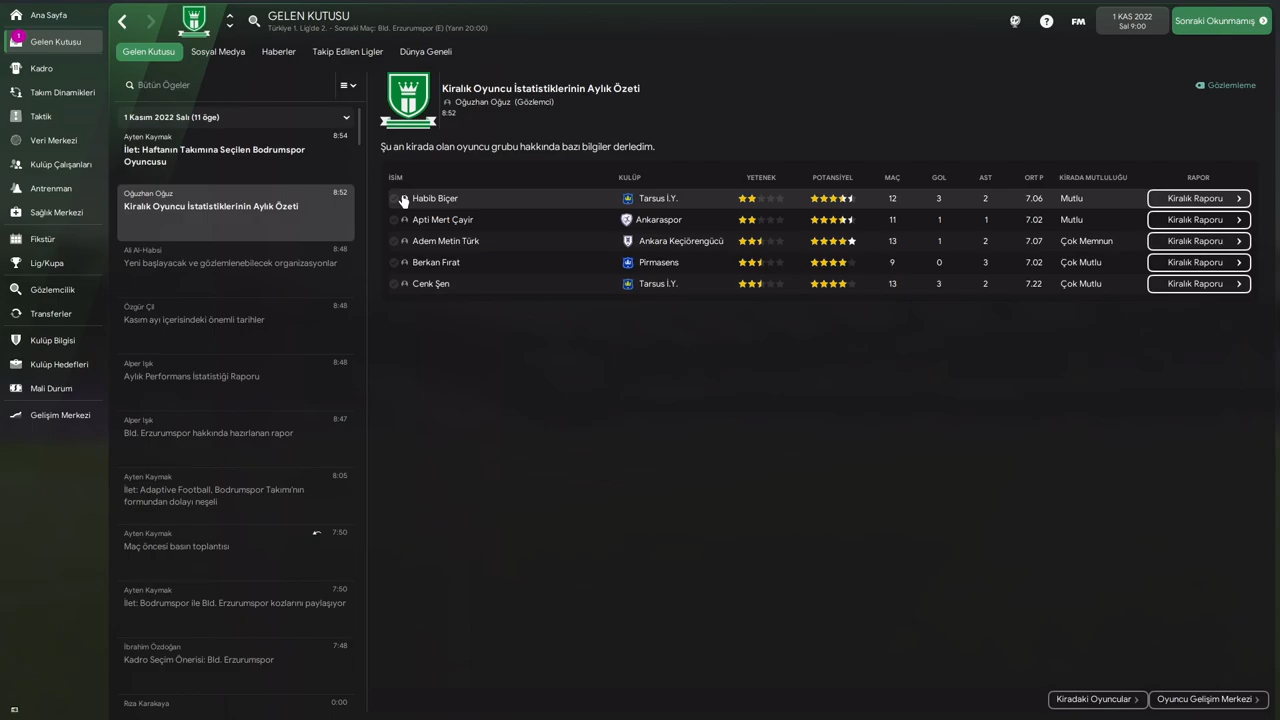 Ana Sayfa
1
Gelen Kutusu
Kadro
Takım Dinamikleri
Taktik
Veri Merkezi
Kulüp Çalışanları
Antrenman
Sağlık Merkezi
Fikstür
Lig/Kupa
Gözlemcilik
Transferler
Kulüp Bilgisi
Kulüp Hedefleri
Mali Durum
Gelişim Merkezi
GELEN KUTUSU
Türkiye 1. Lig'de 2. - Sonraki Maç: Bld. Erzurumspor (E) (Yarın 20:00)
FM
1 KAS 2022
Sal 9:00
Sonraki Okunmamış
Gelen Kutusu
Sosyal Medya
Haberler
Takip Edilen Ligler
Dünya Geneli
Bütün Ögeler
1 Kasım 2022 Salı (11 öge)
Ayten Kaymak 8:54
İlet: Haftanın Takımına Seçilen Bodrumspor
Oyuncusu
Oğuzhan Oğuz 8:52
Kiralık Oyuncu İstatistiklerinin Aylık Özeti
Ali Al-Habsi 8:48
Yeni başlayacak ve gözlemlenebilecek organizasyonlar
Özgür Çil 8:48
Kasım ayı içerisindeki önemli tarihler
Alper Işık 8:48
Aylık Performans İstatistiği Raporu
Alper Işık 8:47
Bld. Erzurumspor hakkında hazırlanan rapor
Ayten Kaymak 8:05
İlet: Adaptive Football, Bodrumspor Takımı'nın
formundan dolayı neşeli
Ayten Kaymak 7:50
Maç öncesi basın toplantısı
Ayten Kaymak 7:50
İlet: Bodrumspor ile Bld. Erzurumspor kozlarını paylaşıyor
İbrahim Özdoğan 7:48
Kadro Seçim Önerisi: Bld. Erzurumspor
Rıza Karakaya 0:00
Kiralık Oyuncu İstatistiklerinin Aylık Özeti
Oğuzhan Oğuz (Gözlemci)
8:52
Gözlemleme
Şu an kirada olan oyuncu grubu hakkında bazı bilgiler derledim.
İSİM KULÜP YETENEK POTANSİYEL MAÇ GOL AST ORT P KİRADA MUTLULUĞU RAPOR
Habib Biçer Tarsus İ.Y. 12 3 2 7.06 Mutlu Kiralık Raporu
Apti Mert Çayir Ankaraspor 11 1 1 7.02 Mutlu Kiralık Raporu
Adem Metin Türk Ankara Keçiörengücü 13 1 2 7.07 Çok Memnun Kiralık Raporu
Berkan Fırat Pirmasens 9 0 3 7.02 Çok Mutlu Kiralık Raporu
Cenk Şen Tarsus İ.Y. 13 3 2 7.22 Çok Mutlu Kiralık Raporu
Kiradaki Oyuncular
Oyuncu Gelişim Merkezi